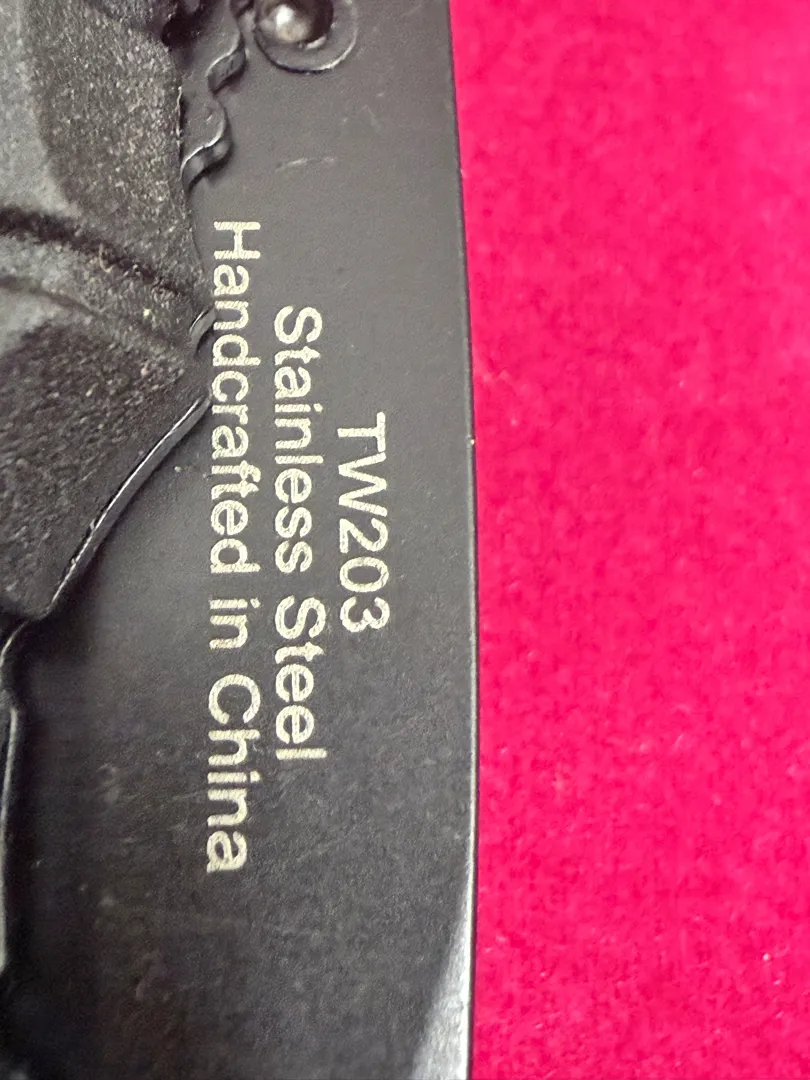 TW203
Stainless Steel
Handcrafted in China